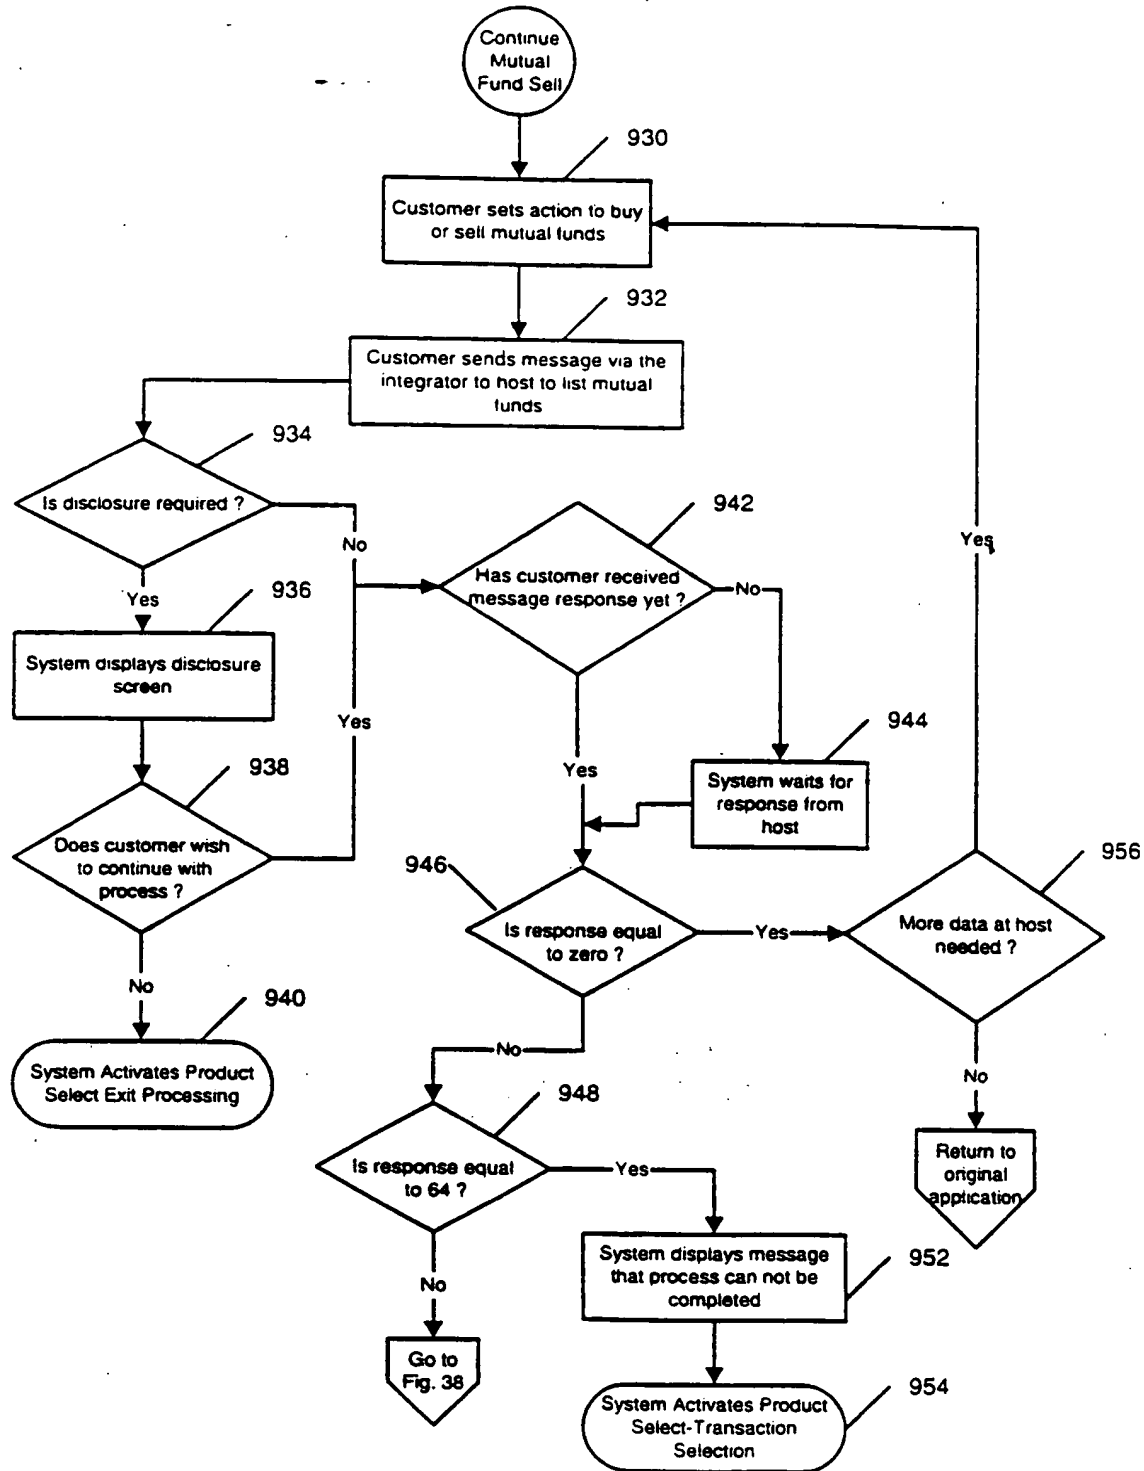 Continue
Mutual
Fund Sell
930
Customer sets action to buy
or sell mutual funds
932
Customer sends message via the
integrator to host to list mutual
funds
934
Is disclosure required ?
No
Yes
936
System displays disclosure
screen
Yes
938
Does customer wish
to continue with
process ?
No
940
System Activates Product
Select Exit Processing
942
Has customer received
message response yet ?
No
Yes
944
System waits for
response from
host
946
Is response equal
to zero ?
Yes
No
956
More data at host
needed ?
Yes
No
Return to
original
application
948
Is response equal
to 64 ?
Yes
No
Go to
Fig. 38
952
System displays message
that process can not be
completed
954
System Activates Product
Select-Transaction
Selection